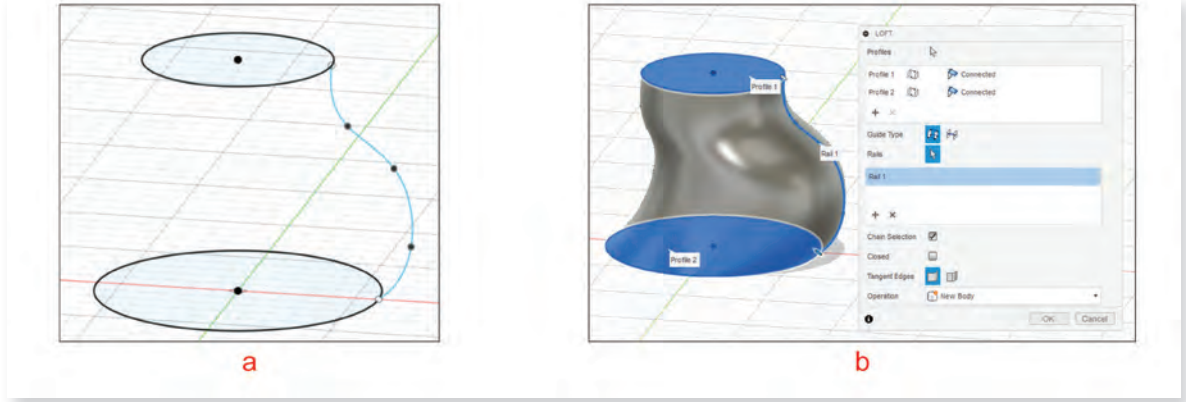 LOFT
Profiles
Profile 1 Connected
Profile 2 Connected
Guide Type
Rails
Rail 1
Chain Selection
Closed
Tangent Edges
Operation New Body
OK Cancel
Profile 1
Rail 1
Profile 2
a
b